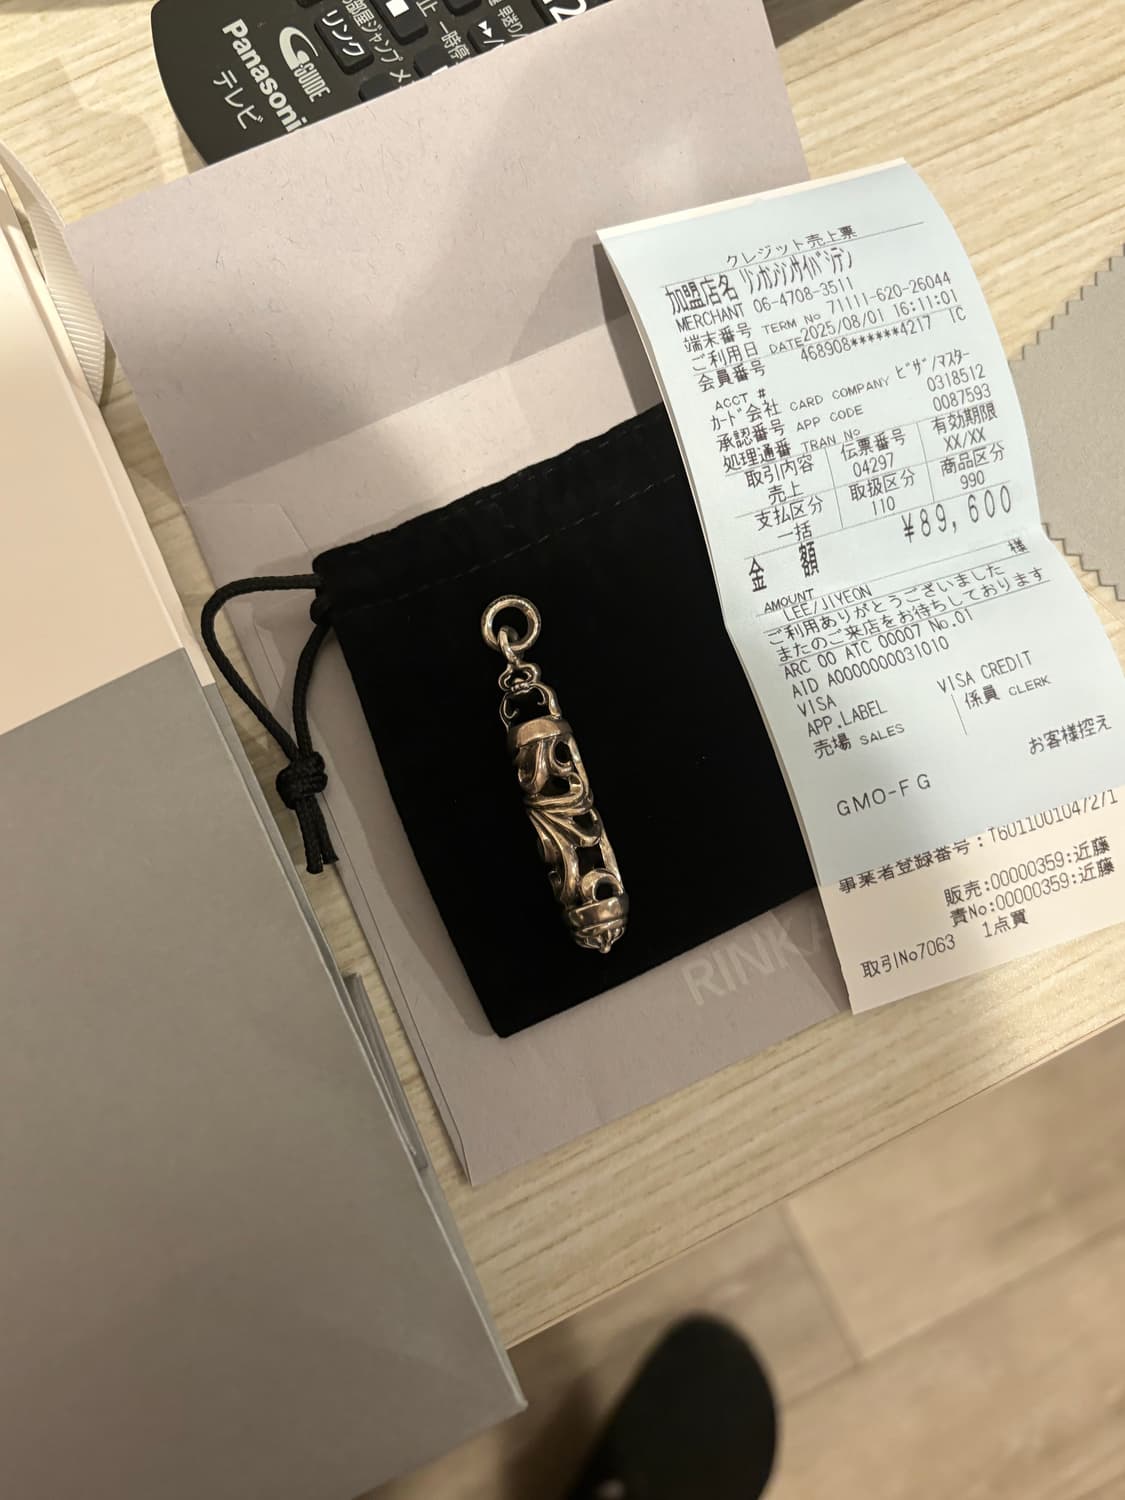 Panasonic
テレビ
G GUIDE
リンク
クレジット売上票
加盟店名 リンカンシンサイバシテン
MERCHANT 06-4708-3511
端末番号 TERM No 71111-620-26044
ご利用日 DATE 2025/08/01 16:11:01
会員番号 468908******4217 IC
ACCT #
カード会社 CARD COMPANY ビザ/マスター
承認番号 APP CODE 0318512
処理通番 TRAN No 0087593
取引内容 伝票番号 有効期限
売上 04297 XX/XX
支払区分 取扱区分 商品区分
一括 110 990
金 額 ¥89,600
AMOUNT
LEE/JIYEON 様
ご利用ありがとうございました
またのご来店をお待ちしております
ARC 00 ATC 00007 No.01
AID A0000000031010
VISA VISA CREDIT
APP.LABEL
売場 SALES 係員 CLERK
お客様控え
GMO-FG
事業者登録番号:T6011001047271
販売:00000359:近藤
責No:00000359:近藤
取引No7063 1点買
RINKA